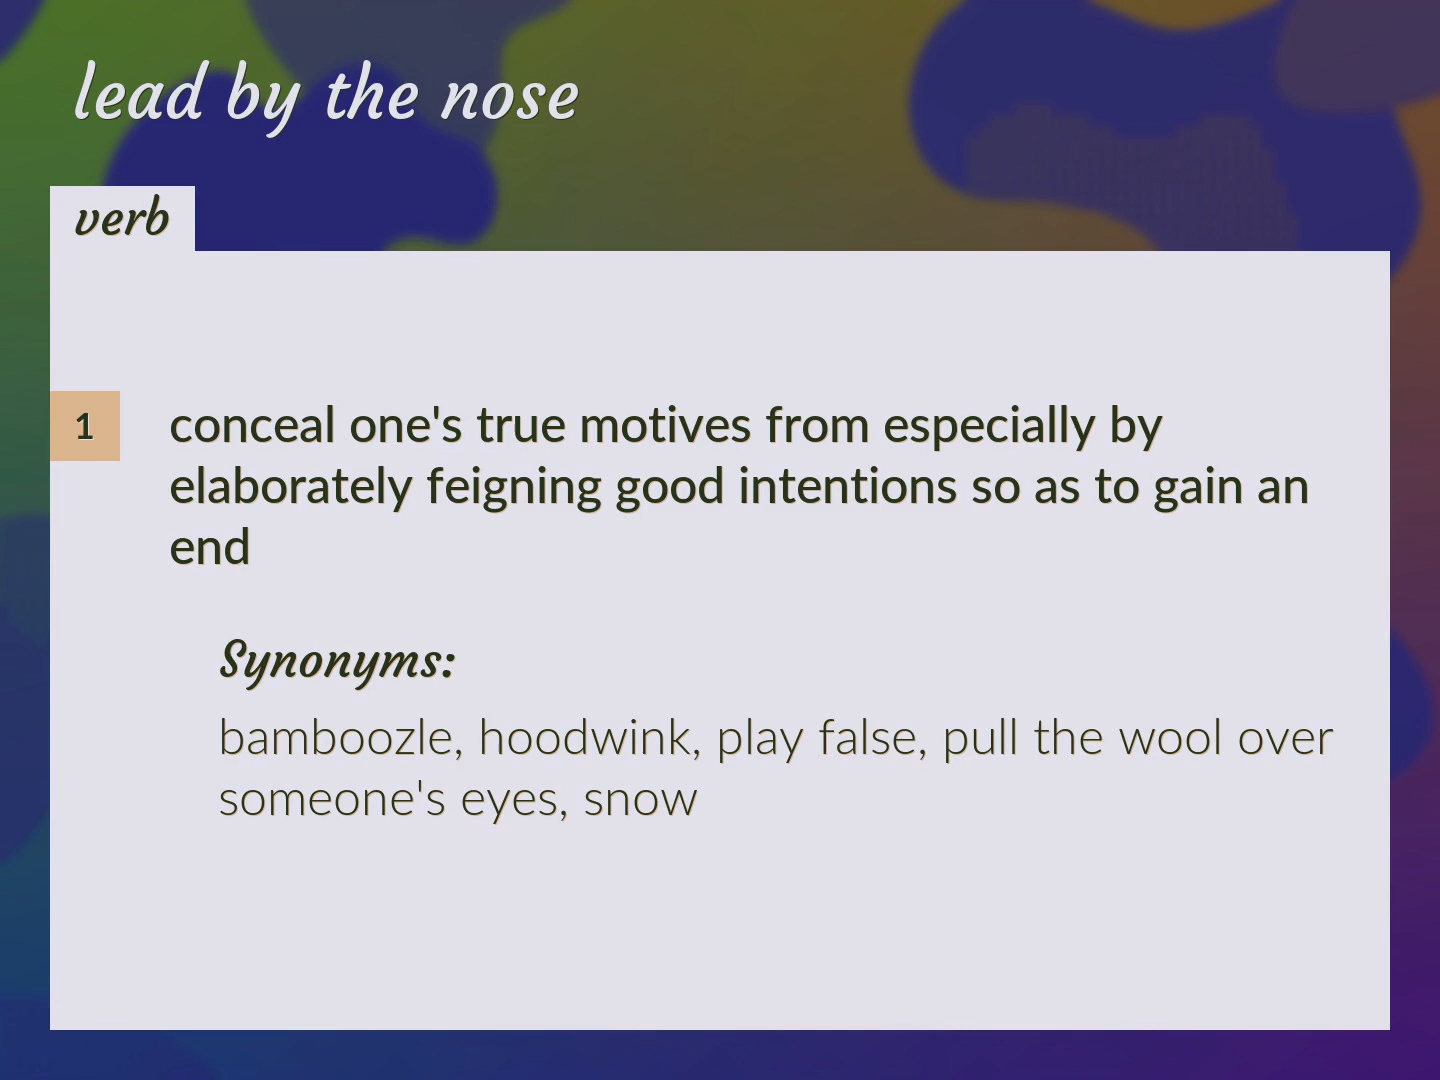 lead by the nose
verb
1
conceal one's true motives from especially by
elaborately feigning good intentions so as to gain an
end
Synonyms:
bamboozle, hoodwink, play false, pull the wool over
someone's eyes, snow